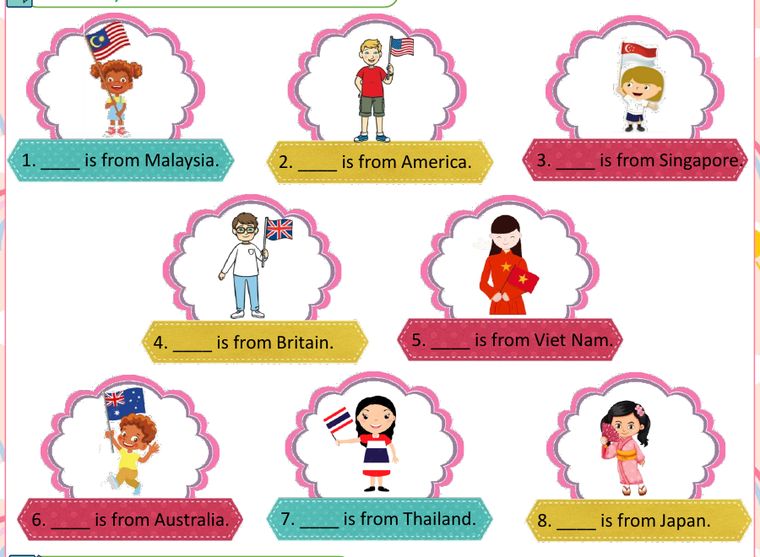 1. ____ is from Malaysia.
2. ____ is from America.
3. ____ is from Singapore.
4. ____ is from Britain.
5. ____ is from Viet Nam.
6. ____ is from Australia.
7. ____ is from Thailand.
8. ____ is from Japan.